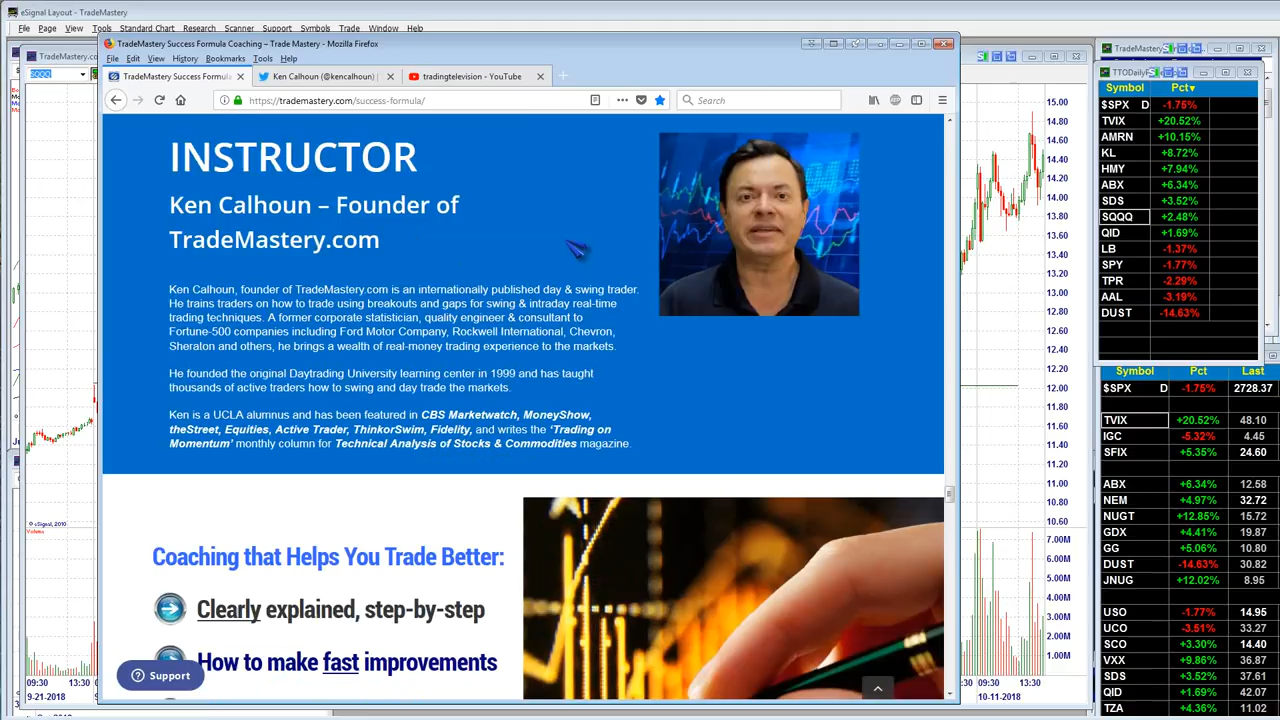 eSignal Layout - TradeMastery
File Page View Tools Standard Chart Research Scanner Support Symbols Trade Window Help
TradeMastery Success Formula Coaching – Trade Mastery - Mozilla Firefox
File Edit View History Bookmarks Tools Help
TradeMastery Success Formula
Ken Calhoun (@kencalhoun)
tradingtelevision - YouTube
https://trademastery.com/success-formula/
Search
INSTRUCTOR
Ken Calhoun – Founder of
TradeMastery.com
Ken Calhoun, founder of TradeMastery.com is an internationally published day & swing trader.
He trains traders on how to trade using breakouts and gaps for swing & intraday real-time
trading techniques. A former corporate statistician, quality engineer & consultant to
Fortune-500 companies including Ford Motor Company, Rockwell International, Chevron,
Sheraton and others, he brings a wealth of real-money trading experience to the markets.
He founded the original Daytrading University learning center in 1999 and has taught
thousands of active traders how to swing and day trade the markets.
Ken is a UCLA alumnus and has been featured in CBS Marketwatch, MoneyShow,
theStreet, Equities, Active Trader, ThinkorSwim, Fidelity, and writes the 'Trading on
Momentum' monthly column for Technical Analysis of Stocks & Commodities magazine.
Coaching that Helps You Trade Better:
Clearly explained, step-by-step
How to make fast improvements
Support
TradeMastery.co
SQQQ
© eSignal, 2010
Volume
09:30 13:30
9-21-2018
15.00
14.80
14.60
14.40
14.20
14.00
13.80
13.60
13.40
13.20
13.00
12.80
12.60
12.40
12.20
12.00
11.80
11.60
11.40
11.20
11.00
10.80
10.60
7.00M
6.00M
5.00M
4.00M
3.00M
2.00M
1.00M
09:30 13:30
10-11-2018
TradeMastery
TTODailyF
Symbol Pct
$SPX D -1.75%
TVIX +20.52%
AMRN +10.15%
KL +8.72%
HMY +7.94%
ABX +6.34%
SDS +3.52%
SQQQ +2.48%
QID +1.69%
LB -1.37%
SPY -1.77%
TPR -2.29%
AAL -3.19%
DUST -14.63%
Symbol Pct Last
$SPX D -1.75% 2728.37
TVIX +20.52% 48.10
IGC -5.32% 4.45
SFIX +5.35% 24.60
ABX +6.34% 12.58
NEM +4.97% 32.72
NUGT +12.85% 15.72
GDX +4.41% 19.87
GG +5.06% 10.80
DUST -14.63% 30.82
JNUG +12.02% 8.95
USO -1.77% 14.95
UCO -3.51% 33.27
SCO +3.30% 14.40
VXX +9.86% 36.87
SDS +3.52% 37.61
QID +1.69% 42.07
TZA +4.36% 11.02